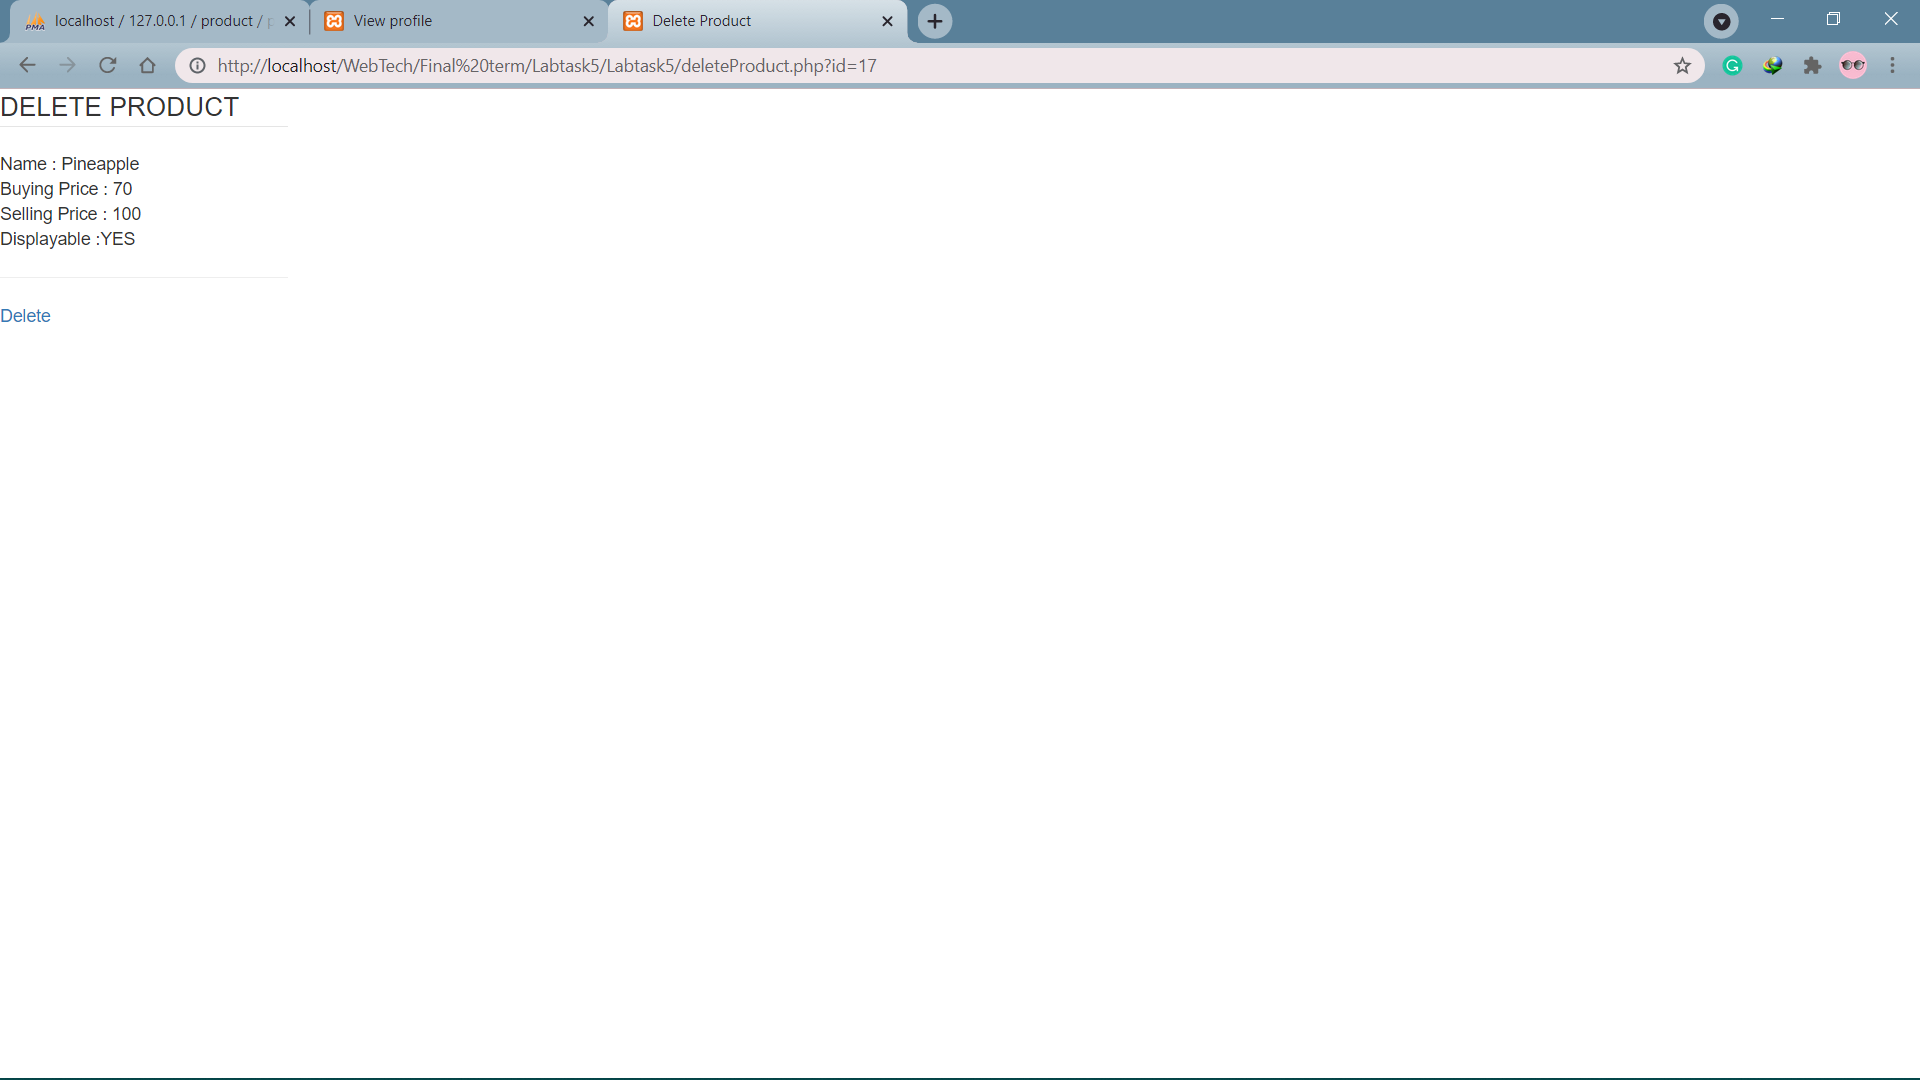 localhost / 127.0.0.1 / product /
View profile
Delete Product
http://localhost/WebTech/Final%20term/Labtask5/Labtask5/deleteProduct.php?id=17
DELETE PRODUCT
Name : Pineapple
Buying Price : 70
Selling Price : 100
Displayable :YES
Delete